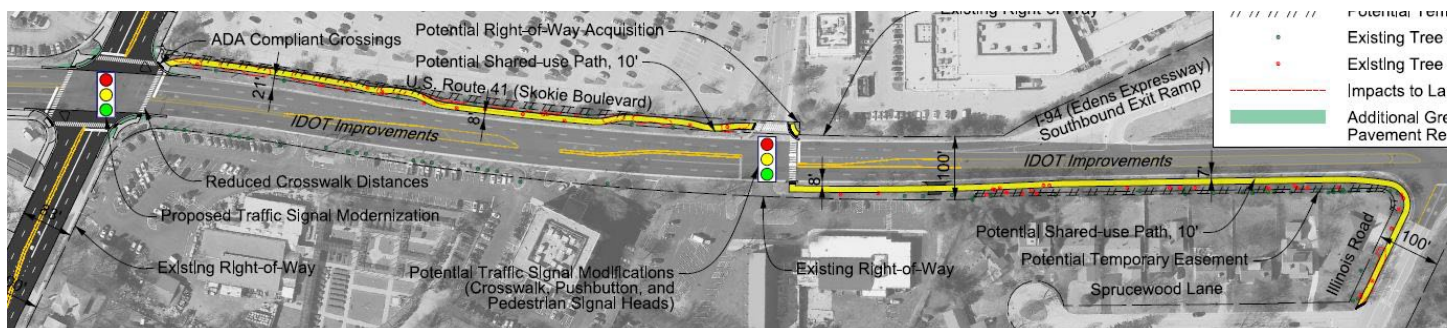 ADA Compliant Crossings
Potential Right-of-Way Acquisition
Existing Right-of-Way
Potential Shared-use Path, 10'
U.S. Route 41 (Skokie Boulevard)
21'
8'
IDOT Improvements
I-94 (Edens Expressway)
Southbound Exit Ramp
Existing Tree
Existing Tree
Impacts to La
Additional Gre
Pavement Re
100'
IDOT Improvements
8'
7'
Reduced Crosswalk Distances
Proposed Traffic Signal Modernization
Existing Right-of-Way
Potential Traffic Signal Modifications
(Crosswalk, Pushbutton, and
Pedestrian Signal Heads)
Existing Right-of-Way
Potential Shared-use Path, 10'
Potential Temporary Easement
Sprucewood Lane
Illinois Road
100'